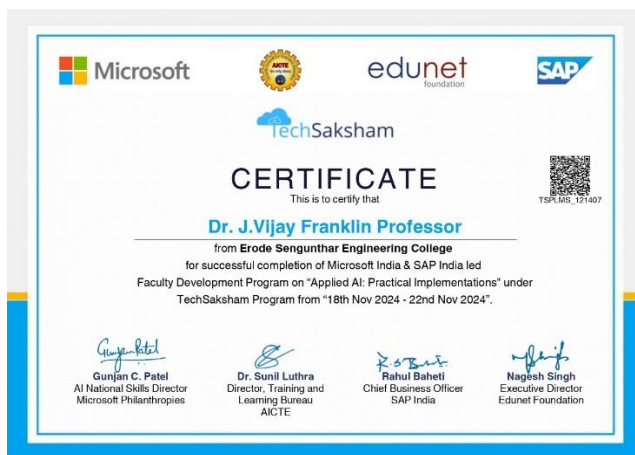 Microsoft
AICTE
edunet
foundation
SAP
TechSaksham
CERTIFICATE
This is to certify that
TSPLMS_121407
Dr. J.Vijay Franklin Professor
from Erode Sengunthar Engineering College
for successful completion of Microsoft India & SAP India led
Faculty Development Program on “Applied AI: Practical Implementations” under
TechSaksham Program from “18th Nov 2024 - 22nd Nov 2024”.
Gunjan C. Patel
AI National Skills Director
Microsoft Philanthropies
Dr. Sunil Luthra
Director, Training and
Learning Bureau
AICTE
Rahul Baheti
Chief Business Officer
SAP India
Nagesh Singh
Executive Director
Edunet Foundation